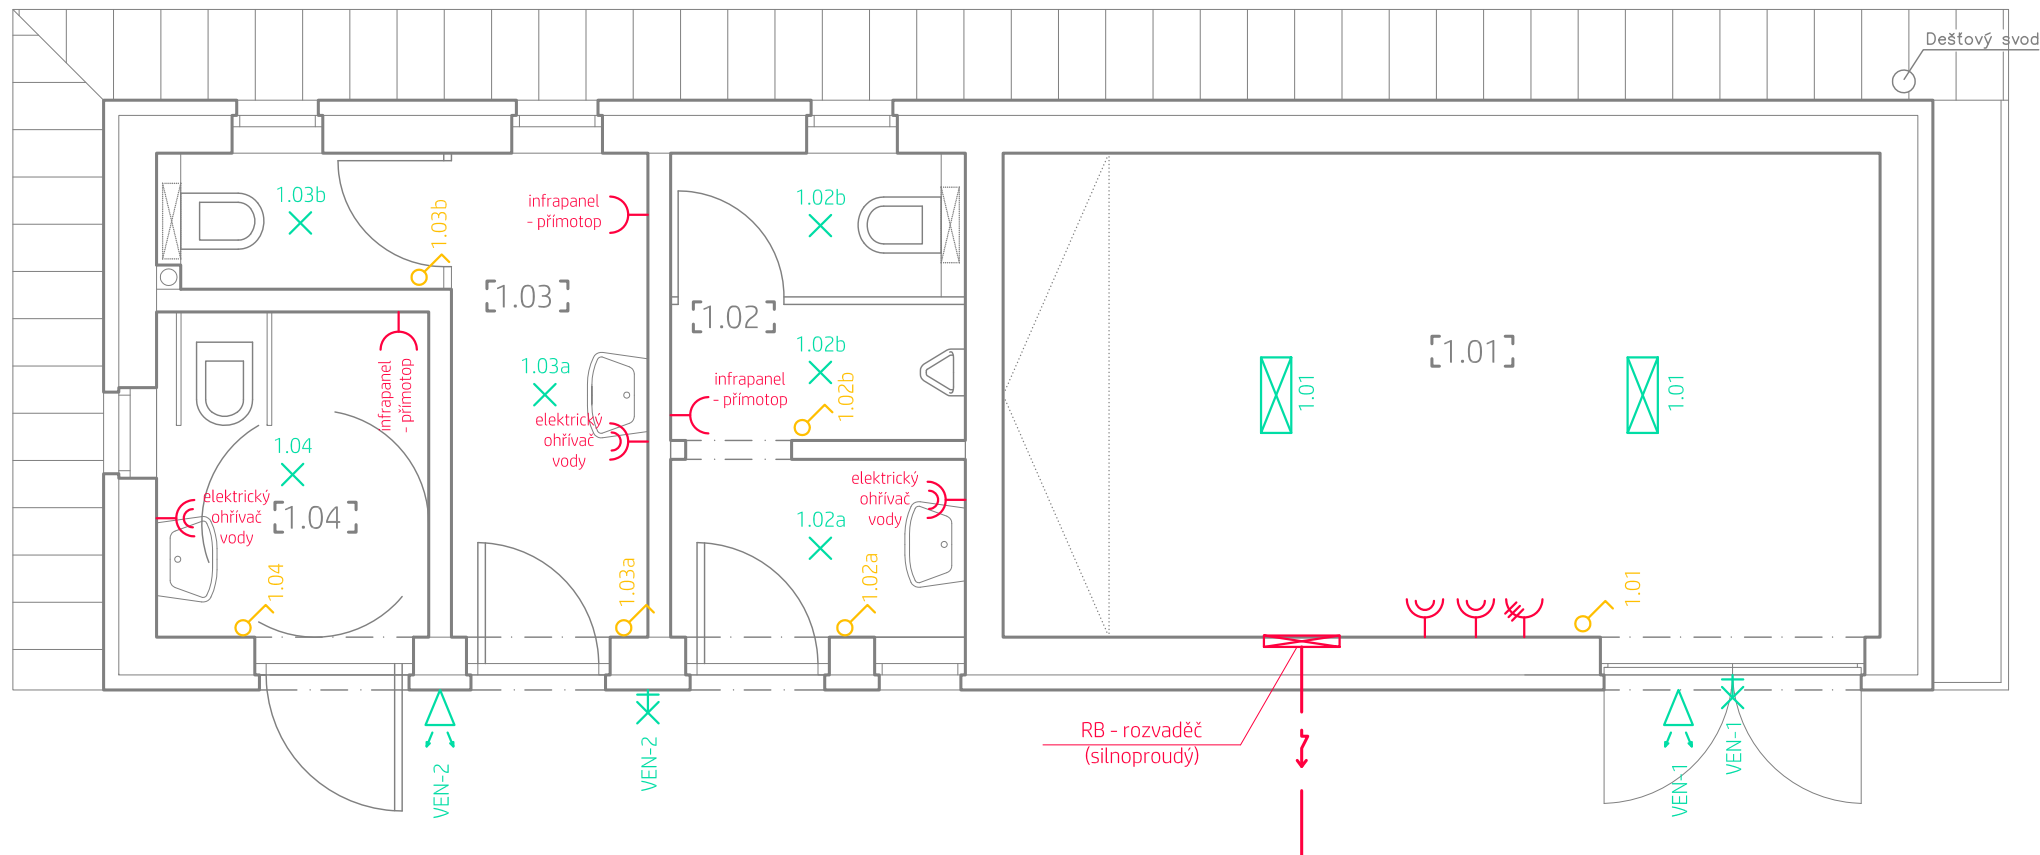 Dešťový svod
1.03b
1.03b
infrapanel
- přímotop
1.02b
[1.03]
[1.02]
[1.01]
1.03a
1.02b
infrapanel
- přímotop
infrapanel
- přímotop
1.02b
1.01
1.01
elektrický
ohřívač
vody
1.04
elektrický
ohřívač
vody
[1.04]
elektrický
ohřívač
vody
1.02a
1.04
1.03a
1.02a
1.01
RB - rozvaděč
(silnoproudý)
VEN-2
VEN-2
VEN-1
VEN-1